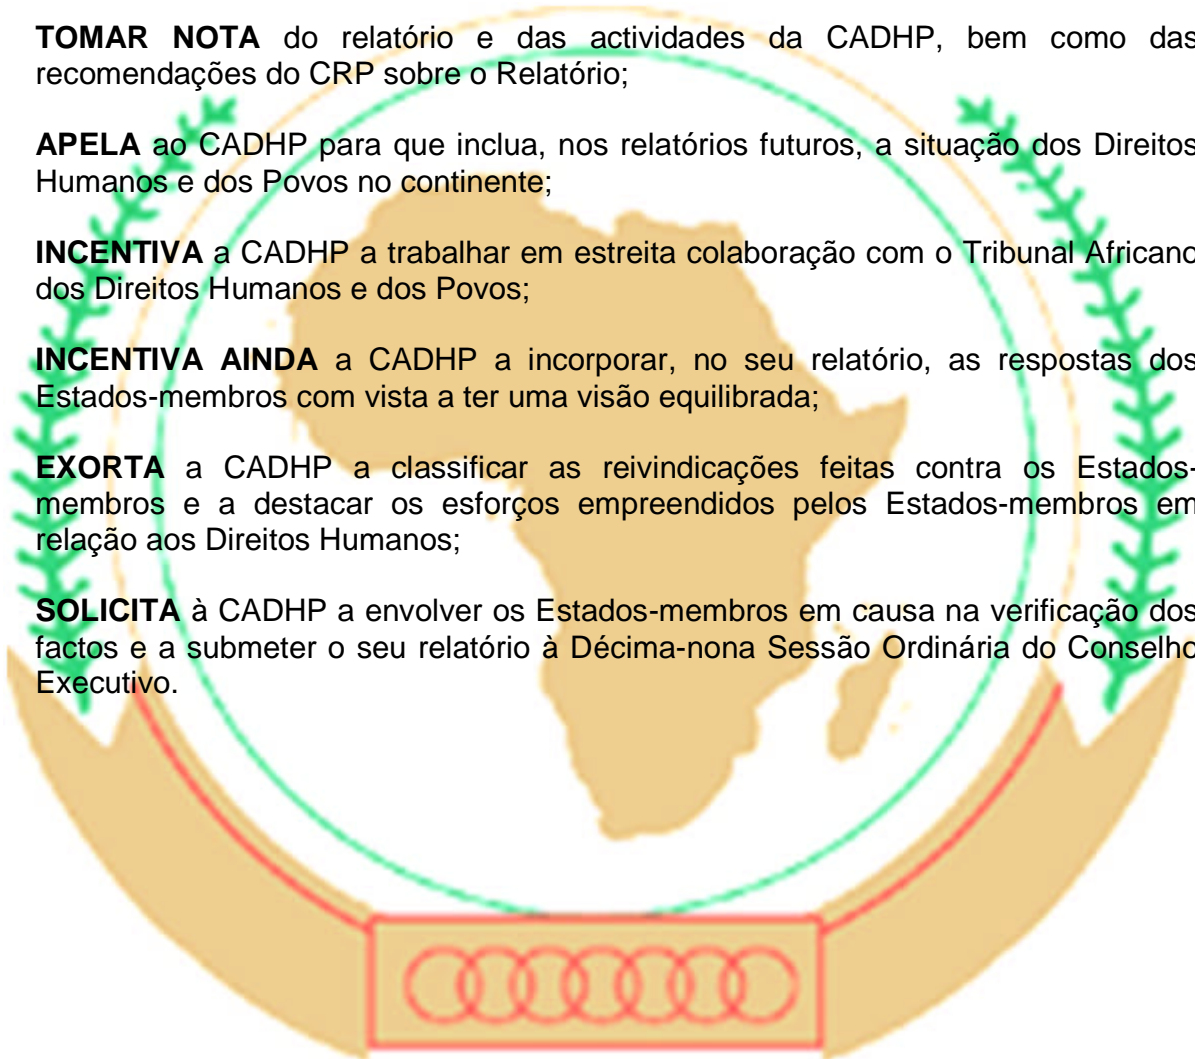 TOMAR NOTA do relatório e das actividades da CADHP, bem como das
recomendações do CRP sobre o Relatório;
APELA ao CADHP para que inclua, nos relatórios futuros, a situação dos Direitos
Humanos e dos Povos no continente;
INCENTIVA a CADHP a trabalhar em estreita colaboração com o Tribunal Africano
dos Direitos Humanos e dos Povos;
INCENTIVA AINDA a CADHP a incorporar, no seu relatório, as respostas dos
Estados-membros com vista a ter uma visão equilibrada;
EXORTA a CADHP a classificar as reivindicações feitas contra os Estados-
membros e a destacar os esforços empreendidos pelos Estados-membros em
relação aos Direitos Humanos;
SOLICITA à CADHP a envolver os Estados-membros em causa na verificação dos
factos e a submeter o seu relatório à Décima-nona Sessão Ordinária do Conselho
Executivo.